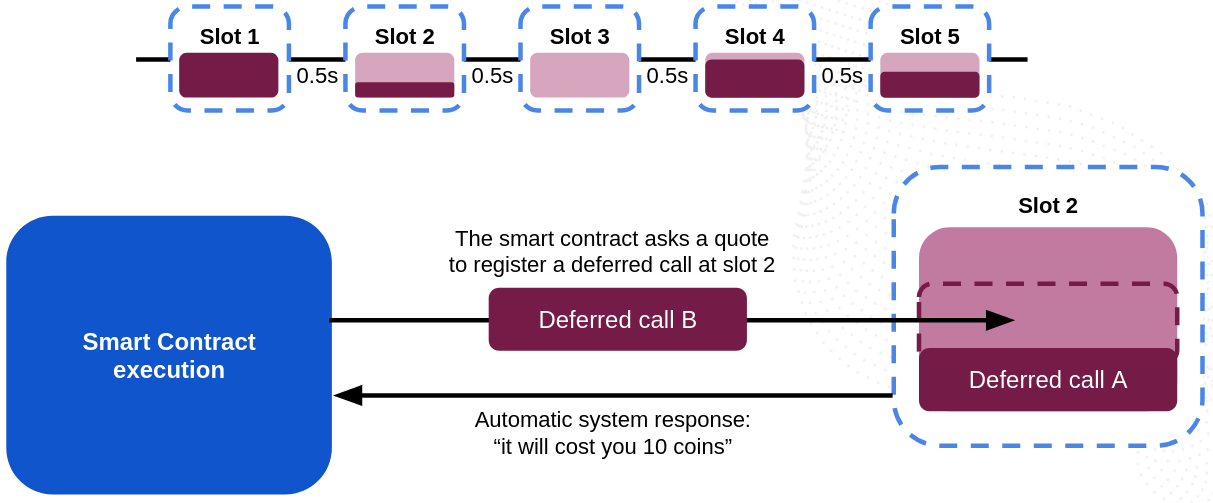 Slot 1
Slot 2
Slot 3
Slot 4
Slot 5
0.5s
0.5s
0.5s
0.5s
Slot 2
The smart contract asks a quote
to register a deferred call at slot 2
Deferred call B
Smart Contract
execution
Deferred call A
Automatic system response:
“it will cost you 10 coins”